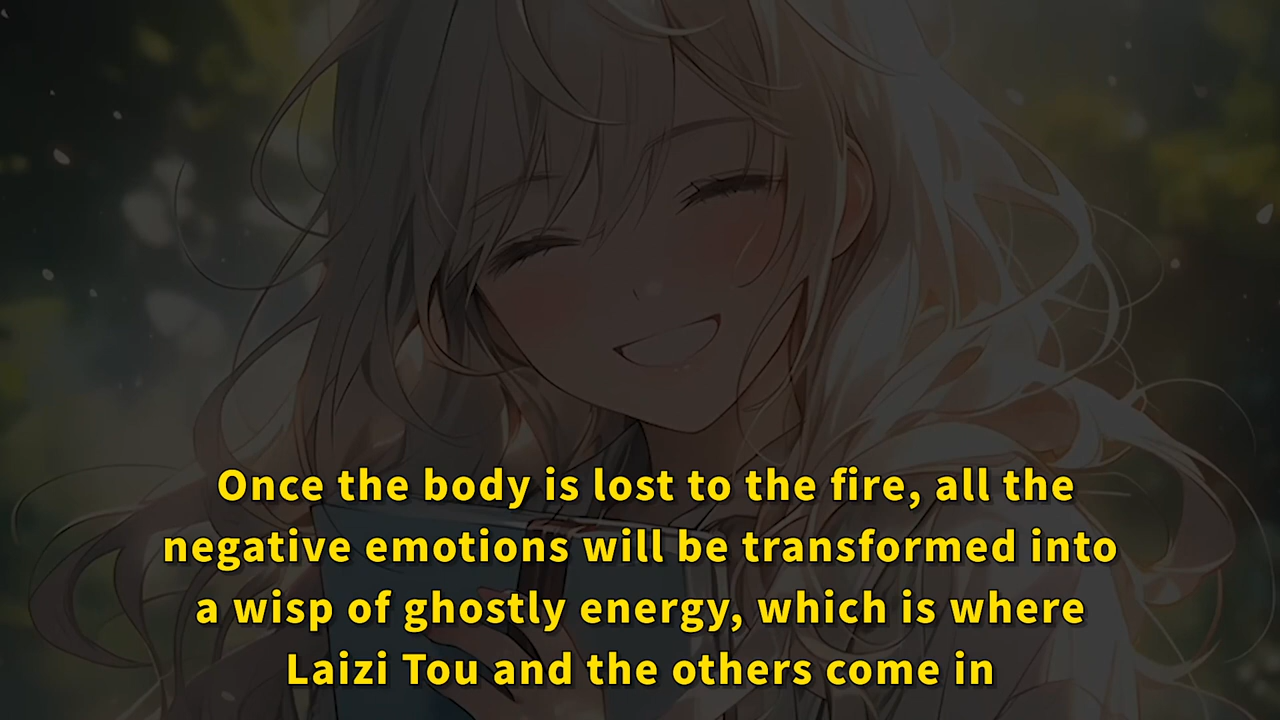 Once the body is lost to the fire, all the
negative emotions will be transformed into
a wisp of ghostly energy, which is where
Laizi Tou and the others come in